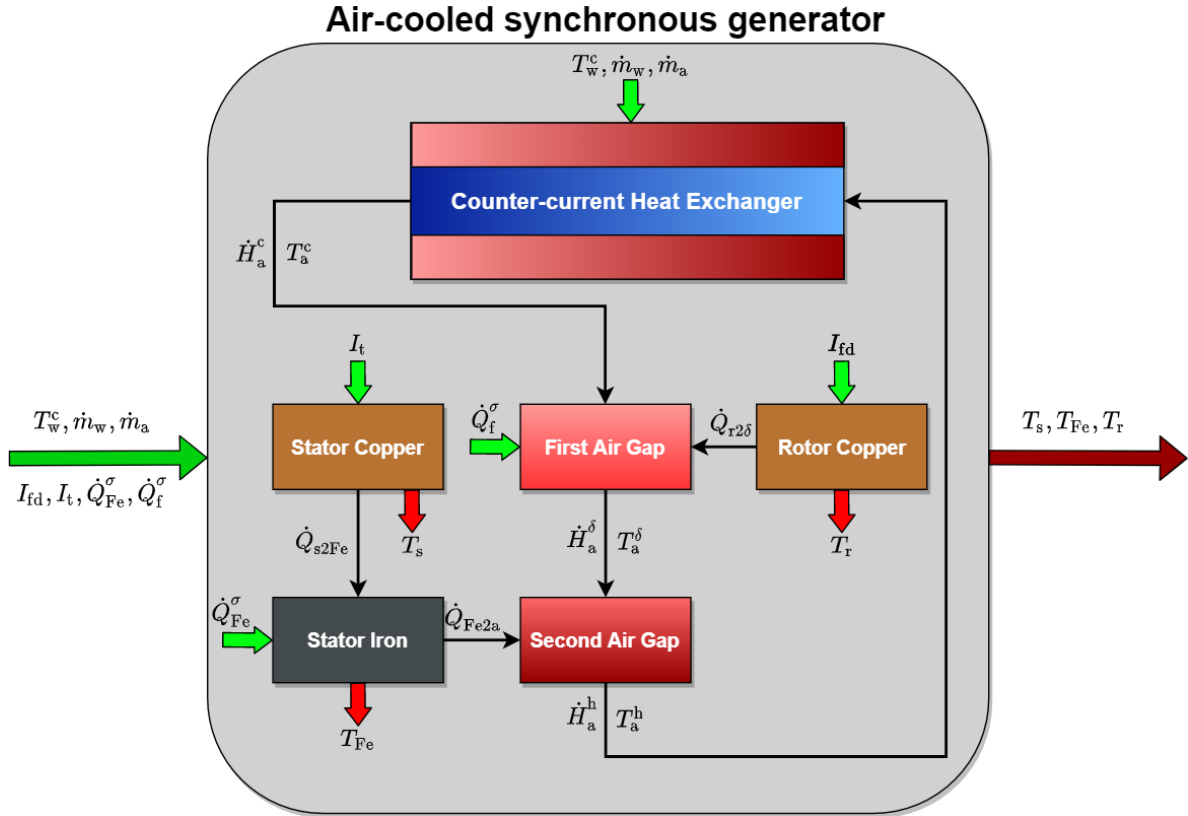 Air-cooled synchronous generator
T_w^c, ṁ_w, ṁ_a
Counter-current Heat Exchanger
Ḣ_a^c T_a^c
I_t
I_fd
T_w^c, ṁ_w, ṁ_a
I_fd, I_t, Q̇_Fe^σ, Q̇_f^σ
Stator Copper
Q̇_f^σ
First Air Gap
Q̇_r2δ
Rotor Copper
T_s, T_Fe, T_r
Q̇_s2Fe
T_s
Ḣ_a^δ T_a^δ
T_r
Q̇_Fe^σ
Stator Iron
Q̇_Fe2a
Second Air Gap
T_Fe
Ḣ_a^h T_a^h